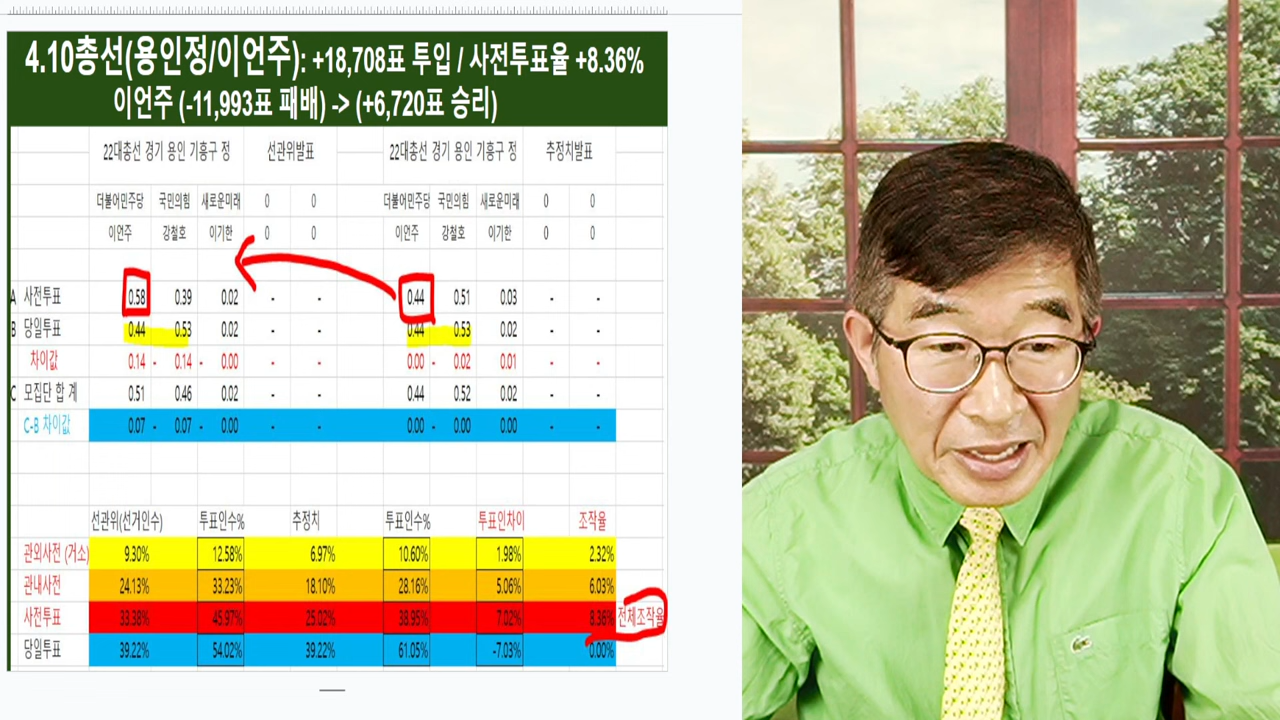 4.10총선(용인정/이언주): +18,708표 투입 / 사전투표율 +8.36%
이언주 (-11,993표 패배) -> (+6,720표 승리)
22대총선 경기 용인 기흥구 정 선관위발표 22대총선 경기 용인 기흥구 정 추정치발표
더불어민주당 국민의힘 새로운미래 0 0 더불어민주당 국민의힘 새로운미래 0 0
이언주 강철호 이기한 0 0 이언주 강철호 이기한 0 0
A 사전투표 0.58 0.39 0.02 - - 0.44 0.51 0.03 - -
B 당일투표 0.44 0.53 0.02 - - 0.44 0.53 0.02 - -
차이값 0.14 - 0.14 - 0.00 - - 0.00 - 0.02 0.01 - -
C 모집단 합 계 0.51 0.46 0.02 - - 0.44 0.52 0.02 - -
C-B 차이값 0.07 - 0.07 - 0.00 - - 0.00 - 0.00 0.00 - -
선관위(선거인수) 투표인수% 추정치 투표인수% 투표인차이 조작율
관외사전 (거소) 9.30% 12.58% 6.97% 10.60% 1.98% 2.32%
관내사전 24.13% 33.23% 18.10% 28.16% 5.06% 6.03%
사전투표 33.38% 45.97% 25.02% 38.95% 7.02% 8.36% 전체조작율
당일투표 39.22% 54.02% 39.22% 61.05% -7.03% 0.00%